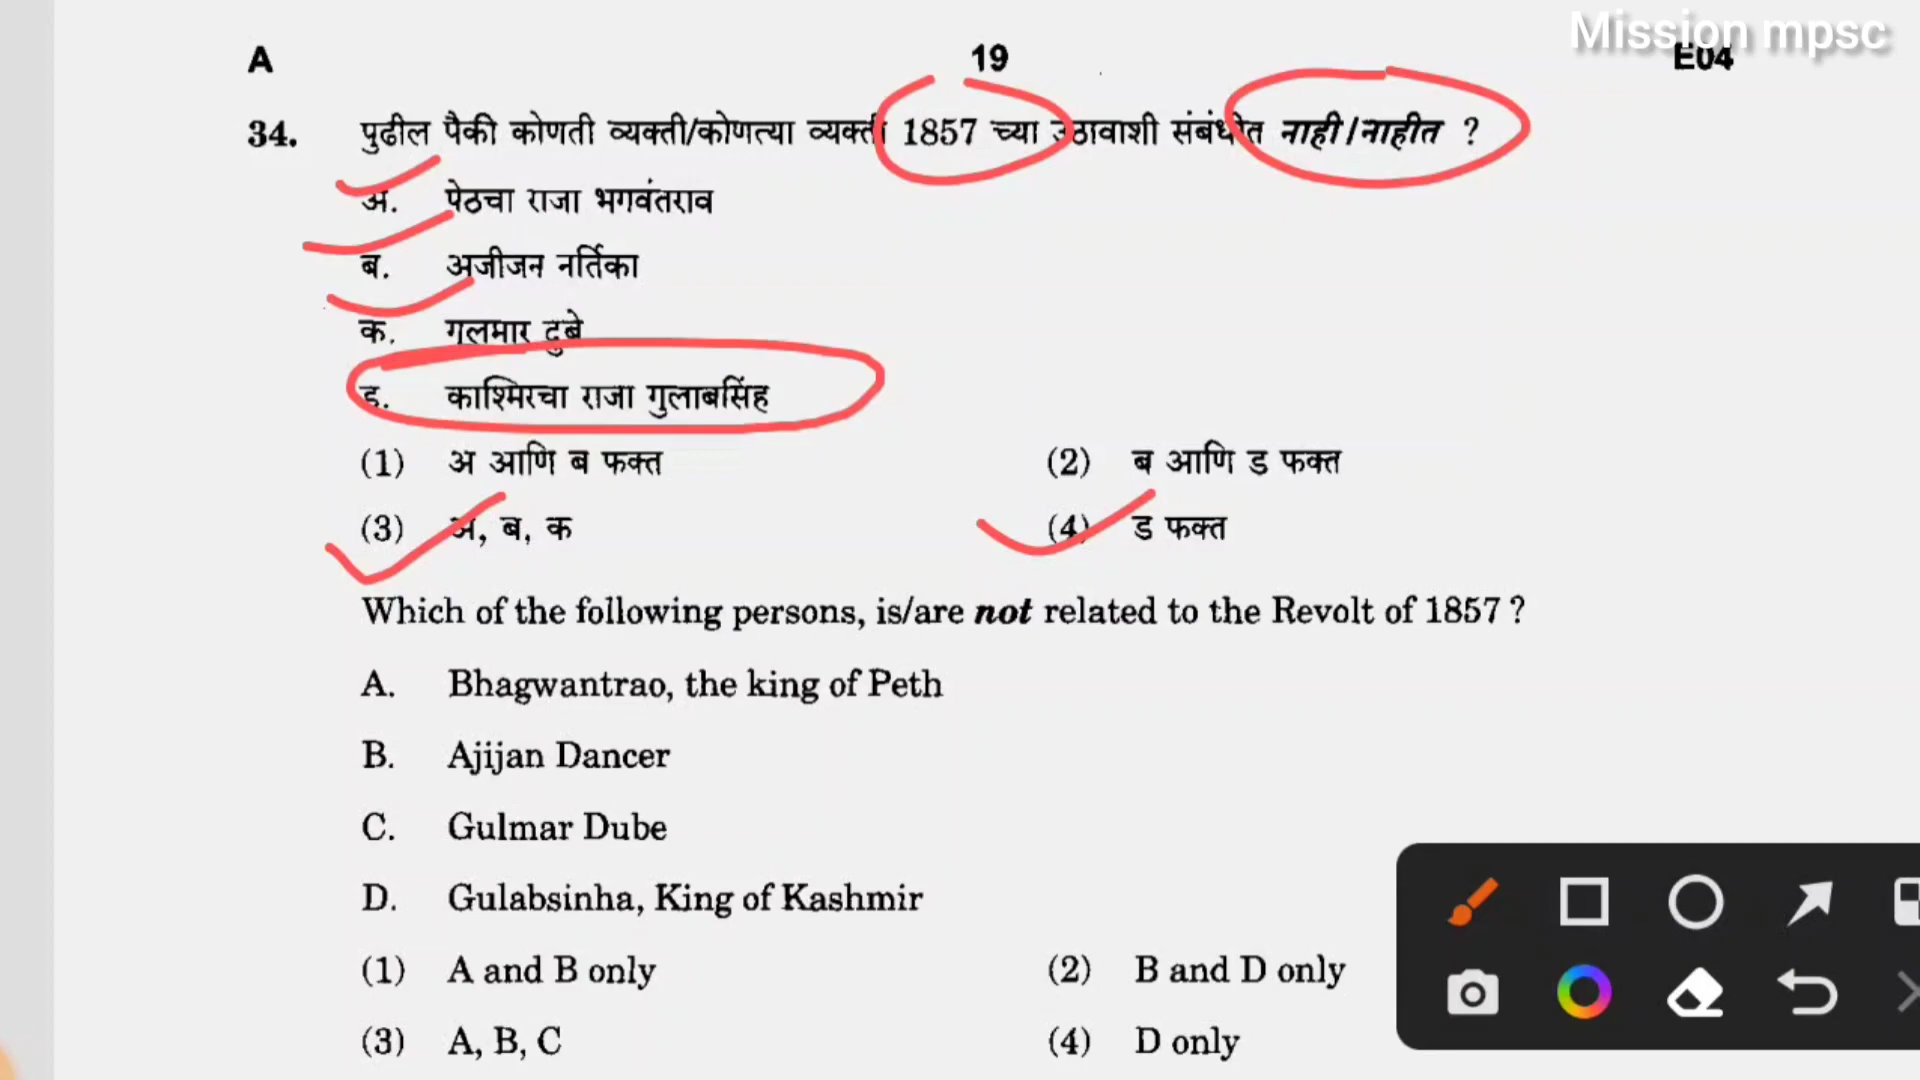 Mission mpsc
A 19 E04
34. पुढील पैकी कोणती व्यक्ती/कोणत्या व्यक्ती 1857 च्या उठावाशी संबंधीत नाही/नाहीत ?
अ. पेठचा राजा भगवंतराव
ब. अजीजन नर्तिका
क. गुलमार दुबे
ड. काश्मिरचा राजा गुलाबसिंह
(1) अ आणि ब फक्त (2) ब आणि ड फक्त
(3) अ, ब, क (4) ड फक्त
Which of the following persons, is/are not related to the Revolt of 1857 ?
A. Bhagwantrao, the king of Peth
B. Ajijan Dancer
C. Gulmar Dube
D. Gulabsinha, King of Kashmir
(1) A and B only (2) B and D only
(3) A, B, C (4) D only